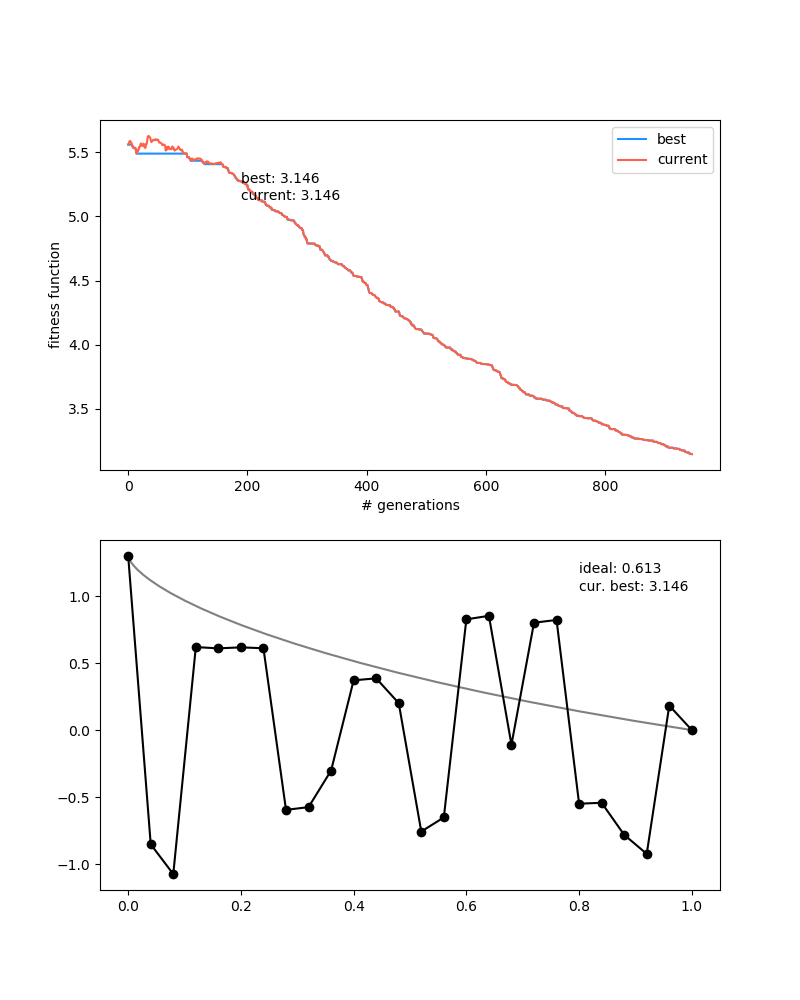 best
current
5.5
5.0
4.5
4.0
3.5
fitness function
best: 3.146
current: 3.146
0 200 400 600 800
# generations
ideal: 0.613
cur. best: 3.146
1.0
0.5
0.0
−0.5
−1.0
0.0 0.2 0.4 0.6 0.8 1.0